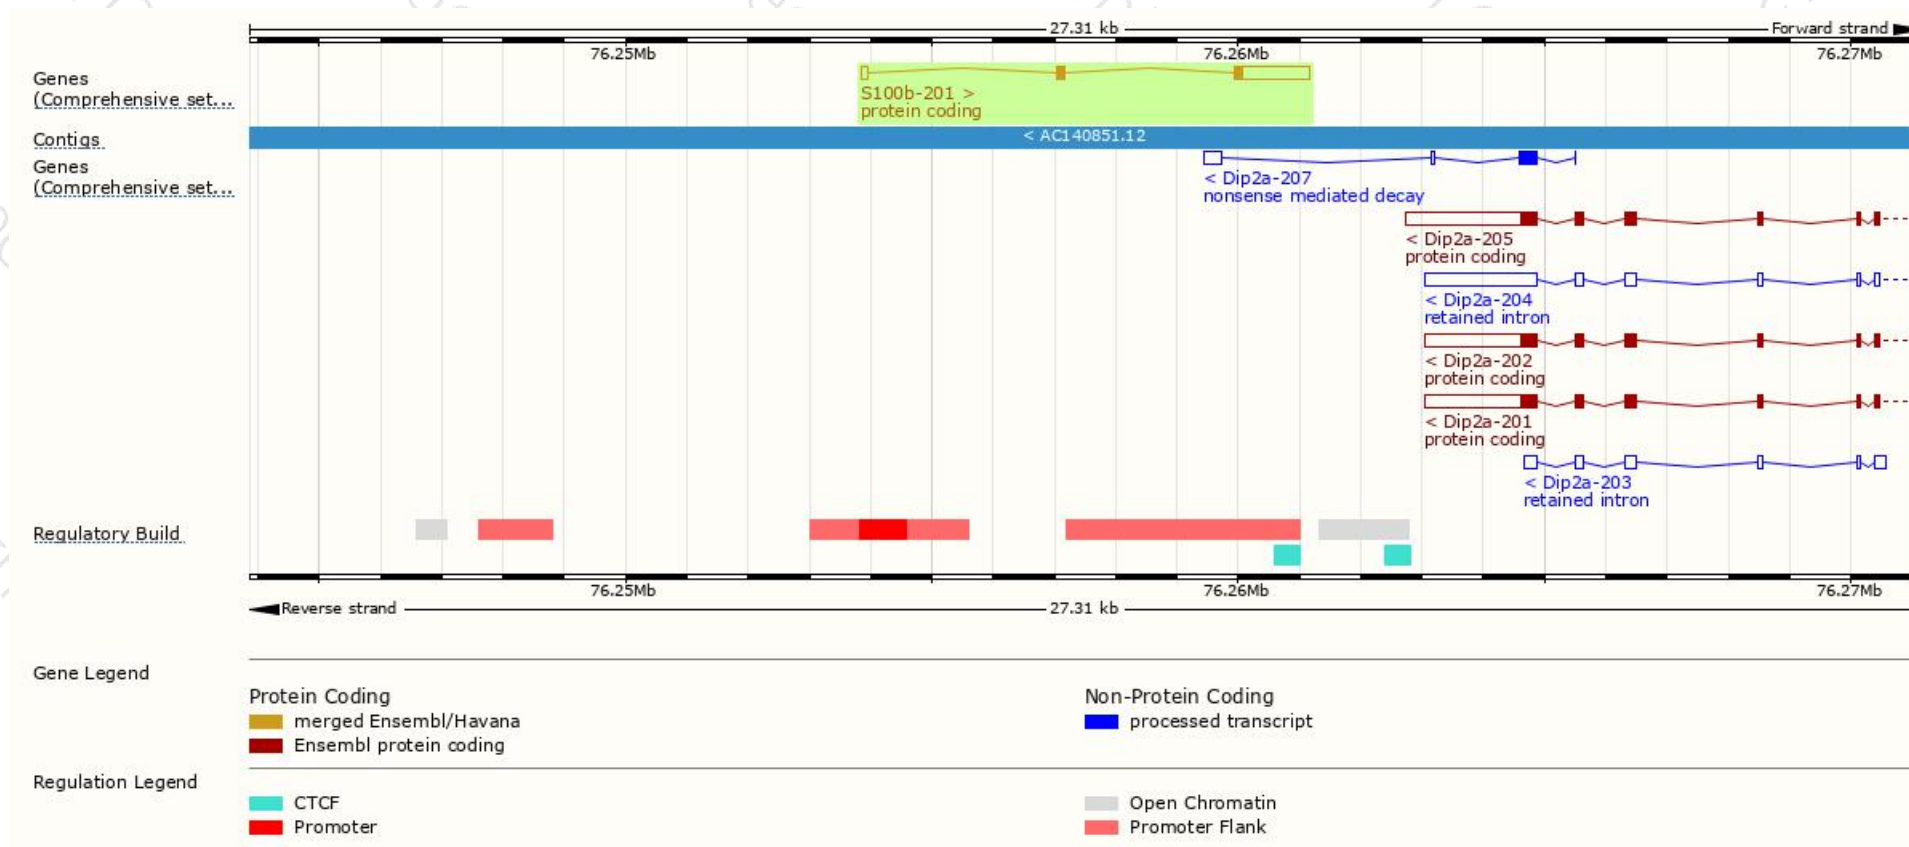 27.31 kb
Forward strand
76.25Mb
76.26Mb
76.27Mb
Genes
(Comprehensive set...
S100b-201 >
protein coding
Contigs
< AC140851.12
Genes
(Comprehensive set...
< Dip2a-207
nonsense mediated decay
< Dip2a-205
protein coding
< Dip2a-204
retained intron
< Dip2a-202
protein coding
< Dip2a-201
protein coding
< Dip2a-203
retained intron
Regulatory Build
76.25Mb
76.26Mb
76.27Mb
Reverse strand
27.31 kb
Gene Legend
Protein Coding
Non-Protein Coding
merged Ensembl/Havana
processed transcript
Ensembl protein coding
Regulation Legend
CTCF
Open Chromatin
Promoter
Promoter Flank